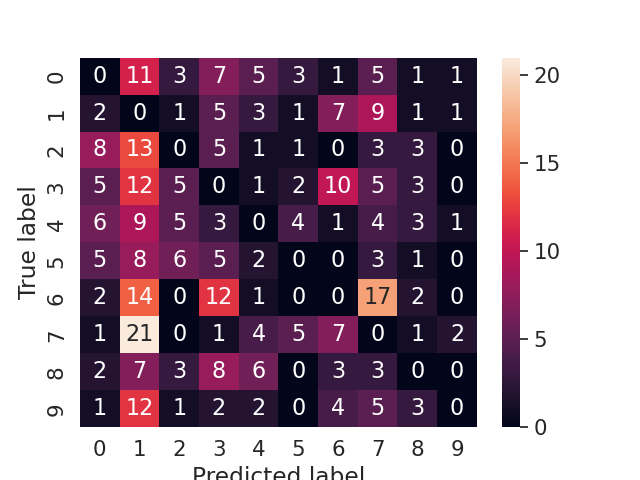 0 0 11 3 7 5 3 1 5 1 1
1 2 0 1 5 3 1 7 9 1 1
2 8 13 0 5 1 1 0 3 3 0
3 5 12 5 0 1 2 10 5 3 0
4 6 9 5 3 0 4 1 4 3 1
5 5 8 6 5 2 0 0 3 1 0
6 2 14 0 12 1 0 0 17 2 0
7 1 21 0 1 4 5 7 0 1 2
8 2 7 3 8 6 0 3 3 0 0
9 1 12 1 2 2 0 4 5 3 0
0 1 2 3 4 5 6 7 8 9
True label
Predicted label
20
15
10
5
0